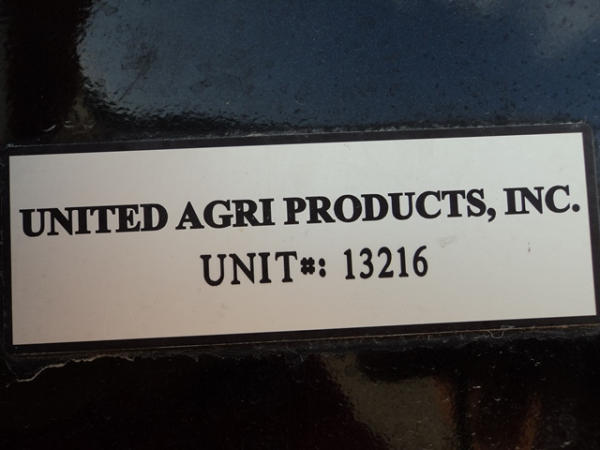 UNITED AGRI PRODUCTS, INC.
UNIT#: 13216